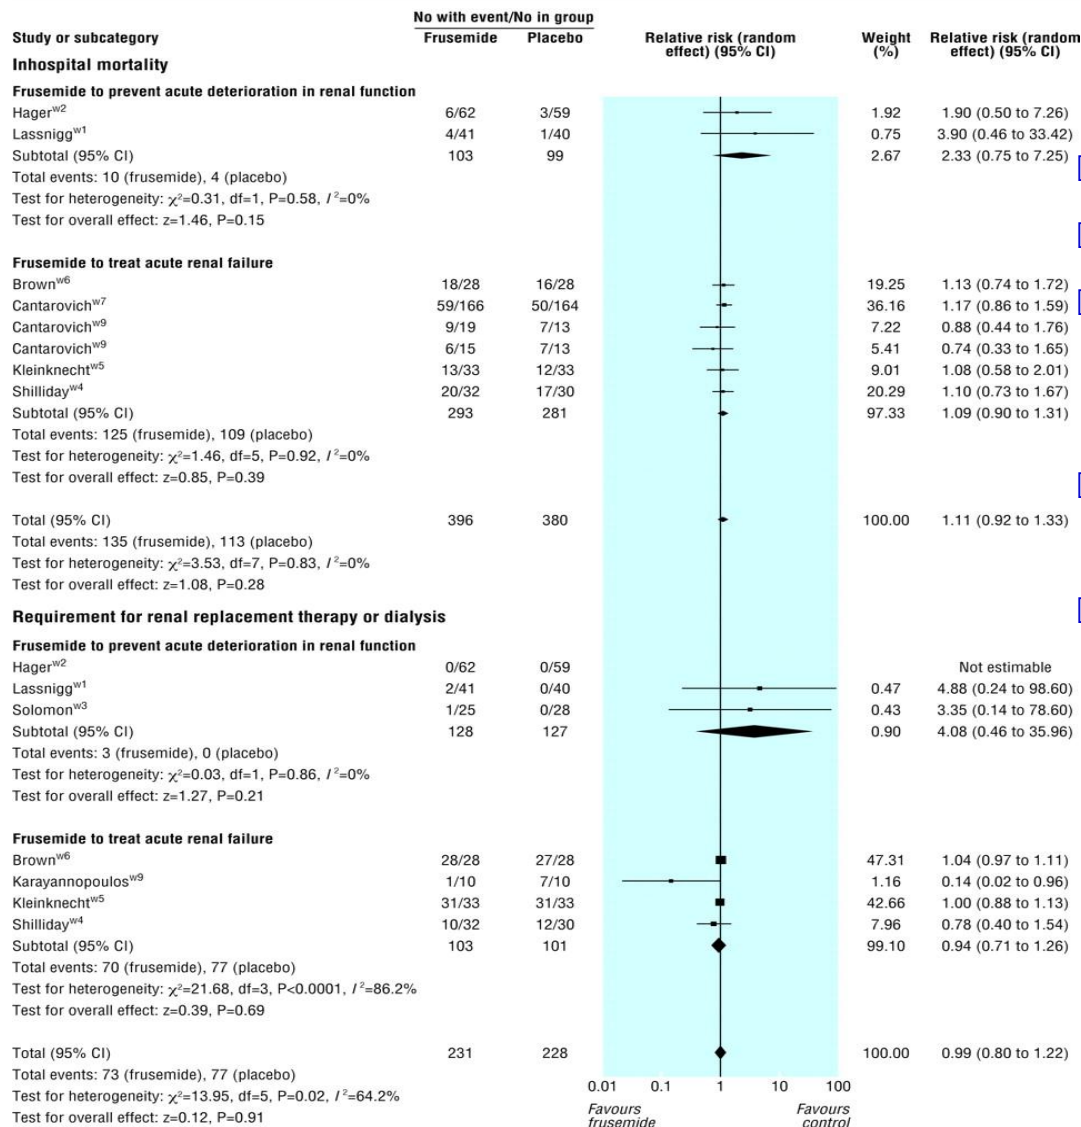 No with event/No in group
Study or subcategory Frusemide Placebo Relative risk (random effect) (95% CI) Weight (%) Relative risk (random effect) (95% CI)
Inhospital mortality
Frusemide to prevent acute deterioration in renal function
Hager^w2 6/62 3/59 1.92 1.90 (0.50 to 7.26)
Lassnigg^w1 4/41 1/40 0.75 3.90 (0.46 to 33.42)
Subtotal (95% CI) 103 99 2.67 2.33 (0.75 to 7.25)
Total events: 10 (frusemide), 4 (placebo)
Test for heterogeneity: χ²=0.31, df=1, P=0.58, I²=0%
Test for overall effect: z=1.46, P=0.15
Frusemide to treat acute renal failure
Brown^w6 18/28 16/28 19.25 1.13 (0.74 to 1.72)
Cantarovich^w7 59/166 50/164 36.16 1.17 (0.86 to 1.59)
Cantarovich^w9 9/19 7/13 7.22 0.88 (0.44 to 1.76)
Cantarovich^w9 6/15 7/13 5.41 0.74 (0.33 to 1.65)
Kleinknecht^w5 13/33 12/33 9.01 1.08 (0.58 to 2.01)
Shilliday^w4 20/32 17/30 20.29 1.10 (0.73 to 1.67)
Subtotal (95% CI) 293 281 97.33 1.09 (0.90 to 1.31)
Total events: 125 (frusemide), 109 (placebo)
Test for heterogeneity: χ²=1.46, df=5, P=0.92, I²=0%
Test for overall effect: z=0.85, P=0.39
Total (95% CI) 396 380 100.00 1.11 (0.92 to 1.33)
Total events: 135 (frusemide), 113 (placebo)
Test for heterogeneity: χ²=3.53, df=7, P=0.83, I²=0%
Test for overall effect: z=1.08, P=0.28
Requirement for renal replacement therapy or dialysis
Frusemide to prevent acute deterioration in renal function
Hager^w2 0/62 0/59 Not estimable
Lassnigg^w1 2/41 0/40 0.47 4.88 (0.24 to 98.60)
Solomon^w3 1/25 0/28 0.43 3.35 (0.14 to 78.60)
Subtotal (95% CI) 128 127 0.90 4.08 (0.46 to 35.96)
Total events: 3 (frusemide), 0 (placebo)
Test for heterogeneity: χ²=0.03, df=1, P=0.86, I²=0%
Test for overall effect: z=1.27, P=0.21
Frusemide to treat acute renal failure
Brown^w6 28/28 27/28 47.31 1.04 (0.97 to 1.11)
Karayannopoulos^w9 1/10 7/10 1.16 0.14 (0.02 to 0.96)
Kleinknecht^w5 31/33 31/33 42.66 1.00 (0.88 to 1.13)
Shilliday^w4 10/32 12/30 7.96 0.78 (0.40 to 1.54)
Subtotal (95% CI) 103 101 99.10 0.94 (0.71 to 1.26)
Total events: 70 (frusemide), 77 (placebo)
Test for heterogeneity: χ²=21.68, df=3, P<0.0001, I²=86.2%
Test for overall effect: z=0.39, P=0.69
Total (95% CI) 231 228 100.00 0.99 (0.80 to 1.22)
Total events: 73 (frusemide), 77 (placebo)
Test for heterogeneity: χ²=13.95, df=5, P=0.02, I²=64.2%
Test for overall effect: z=0.12, P=0.91
0.01 0.1 1 10 100
Favours frusemide Favours control